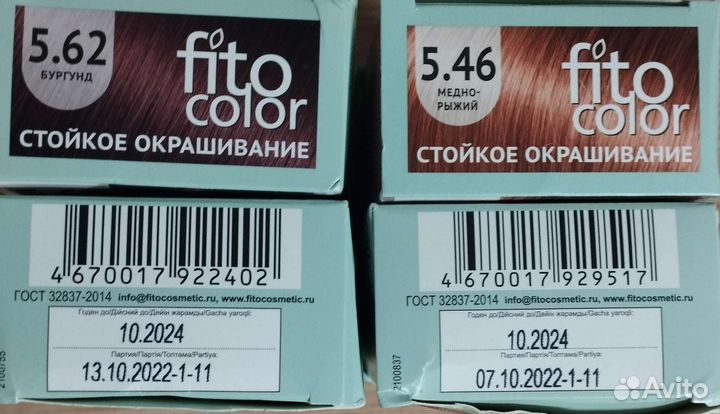 5.62
БУРГУНД
fito
color
СТОЙКОЕ ОКРАШИВАНИЕ
4 670017 922402
ГОСТ 32837-2014 info@fitocosmetic.ru, www.fitocosmetic.ru
Годен до/Дійсний до/Дейін жарамды/Gacha yaroqli:
10.2024
Партия/Партія/Топтама/Partiya:
13.10.2022-1-11
2100755
5.46
МЕДНО-
РЫЖИЙ
fito
color
СТОЙКОЕ ОКРАШИВАНИЕ
4 670017 929517
ГОСТ 32837-2014 info@fitocosmetic.ru, www.fitocosmetic.ru
Годен до/Дійсний до/Дейін жарамды/Gacha yaroqli:
10.2024
Партия/Партія/Топтама/Partiya:
07.10.2022-1-11
2100837
Avito